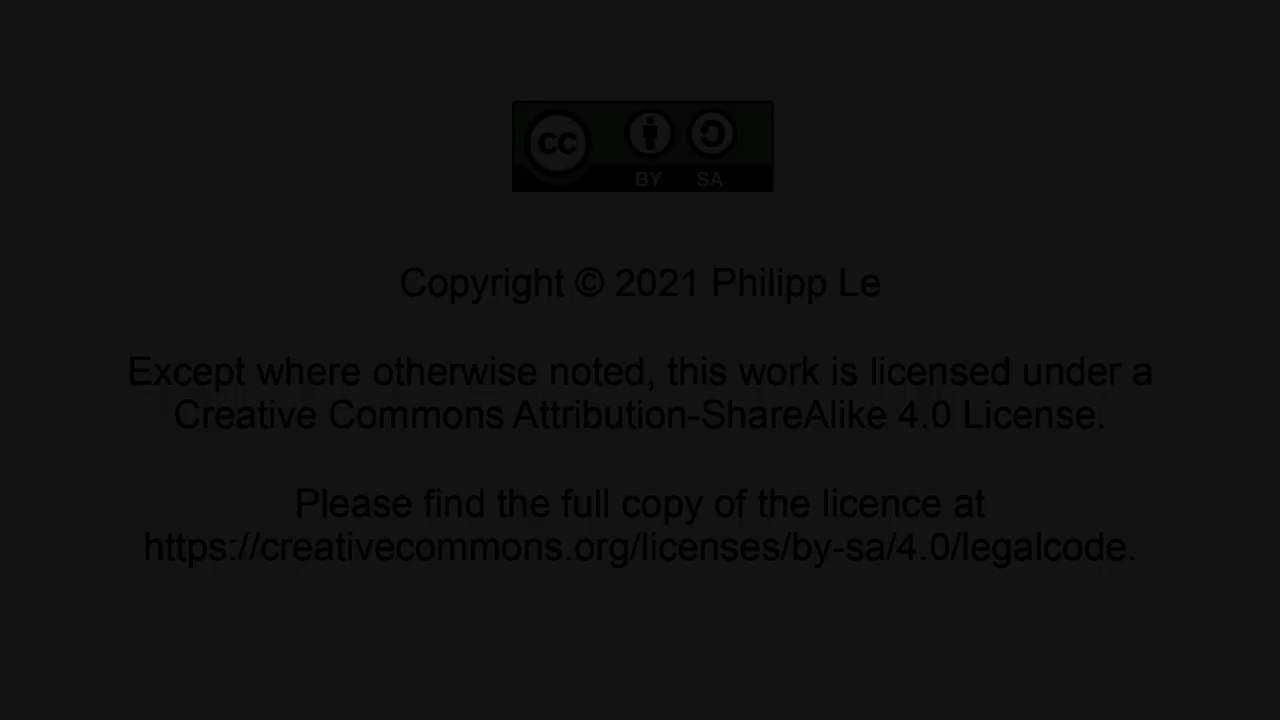 CC
BY SA
Copyright © 2021 Philipp Le
Except where otherwise noted, this work is licensed under a
Creative Commons Attribution-ShareAlike 4.0 License.
Please find the full copy of the licence at
https://creativecommons.org/licenses/by-sa/4.0/legalcode.